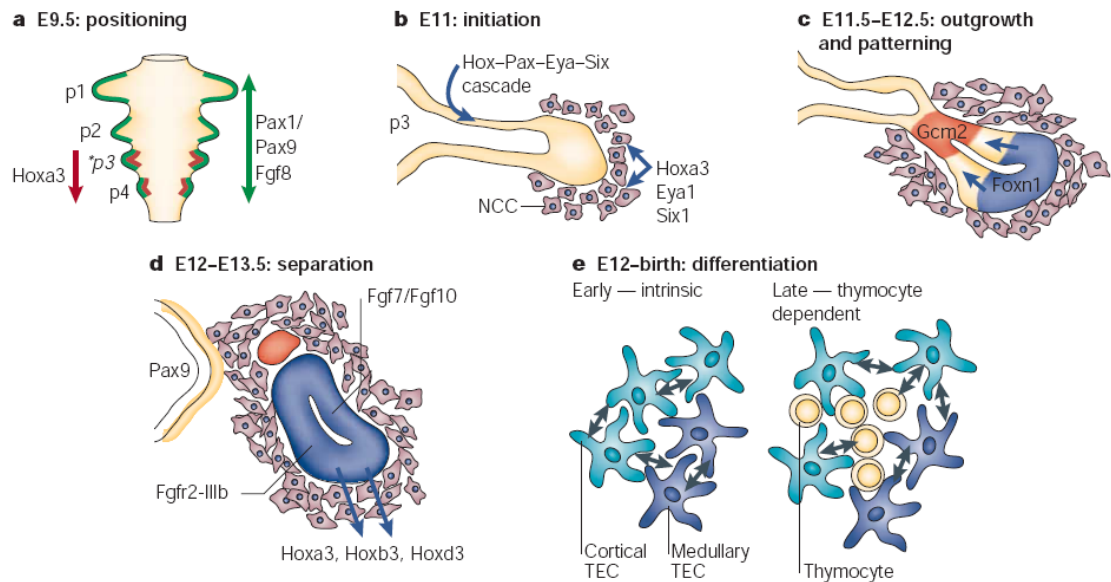 a E9.5: positioning
p1
p2
*p3
p4
Hoxa3
Pax1/
Pax9
Fgf8
b E11: initiation
Hox–Pax–Eya–Six
cascade
p3
NCC
Hoxa3
Eya1
Six1
c E11.5–E12.5: outgrowth
and patterning
Gcm2
Foxn1
d E12–E13.5: separation
Fgf7/Fgf10
Pax9
Fgfr2-IIIb
Hoxa3, Hoxb3, Hoxd3
e E12–birth: differentiation
Early — intrinsic
Late — thymocyte
dependent
Cortical
TEC
Medullary
TEC
Thymocyte